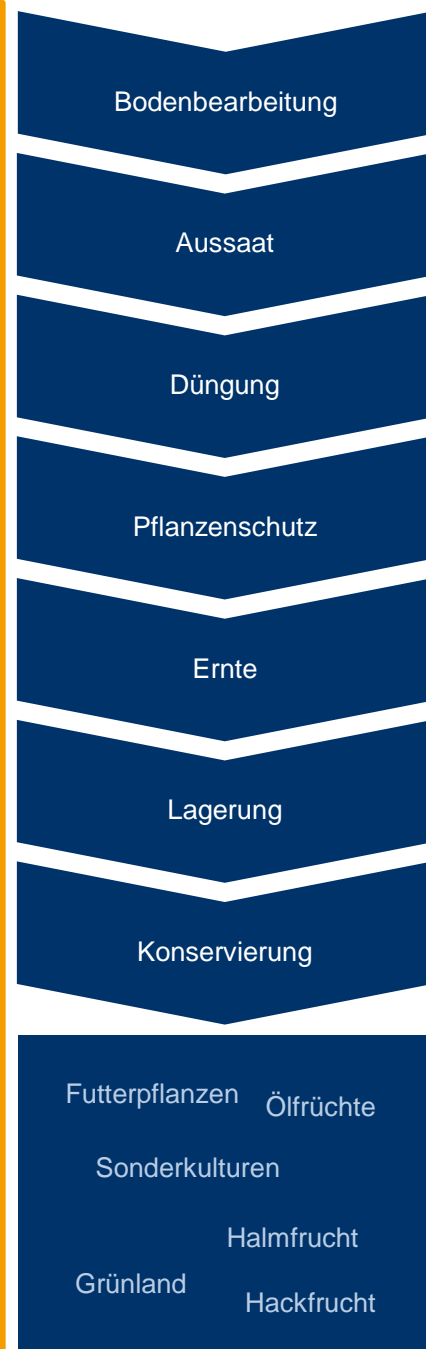 Bodenbearbeitung
Aussaat
Düngung
Pflanzenschutz
Ernte
Lagerung
Konservierung
Futterpflanzen
Ölfrüchte
Sonderkulturen
Halmfrucht
Grünland
Hackfrucht